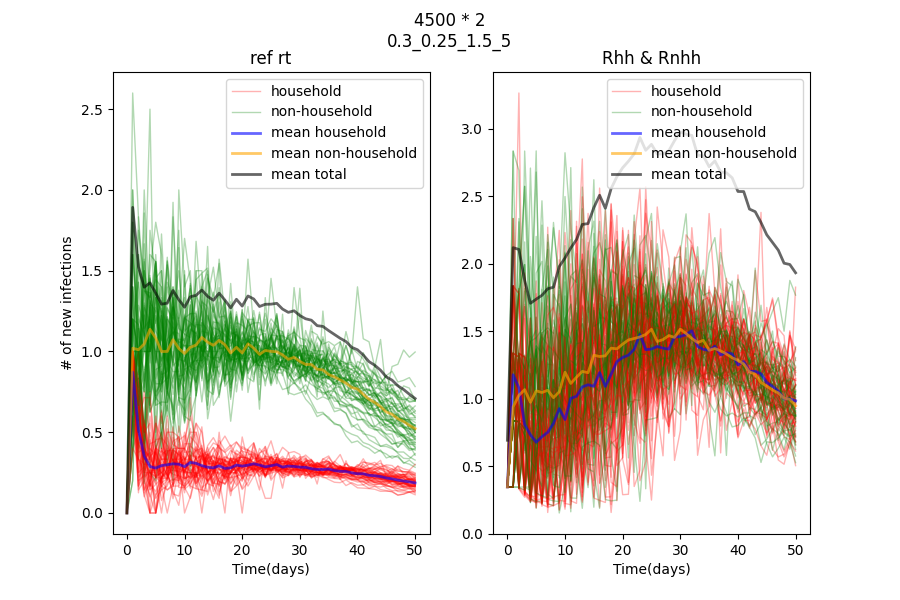 4500 * 2
0.3_0.25_1.5_5
ref rt
household
non-household
mean household
mean non-household
mean total
2.5
2.0
1.5
1.0
0.5
0.0
# of new infections
0
10
20
30
40
50
Time(days)
Rhh & Rnhh
household
non-household
mean household
mean non-household
mean total
3.0
2.5
2.0
1.5
1.0
0.5
0.0
0
10
20
30
40
50
Time(days)